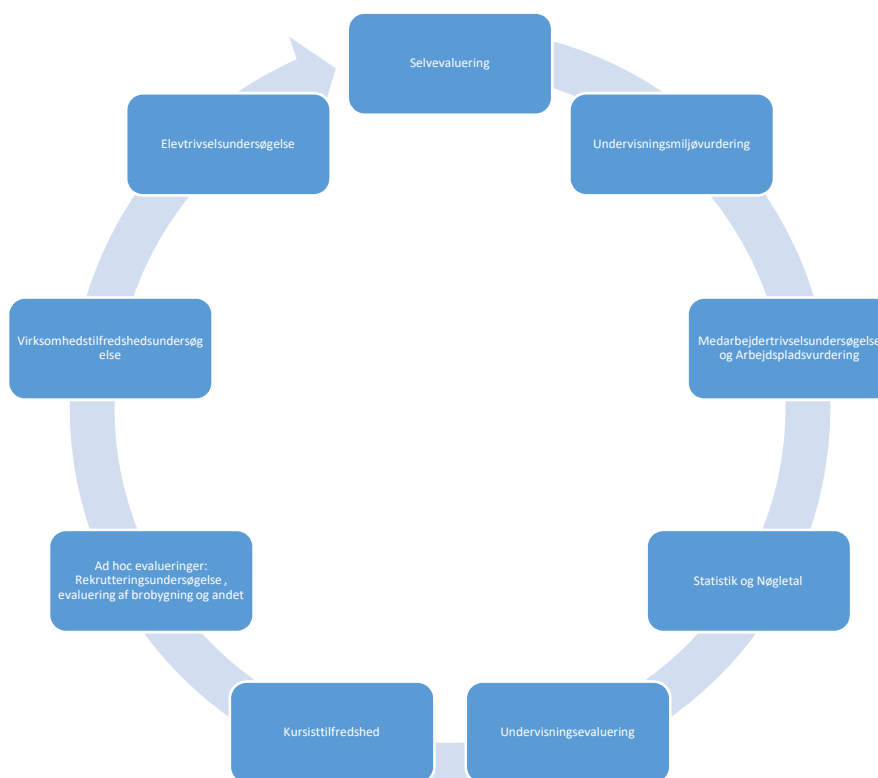 Selvevaluering
Undervisningsmiljøvurdering
Medarbejdertrivselsundersøgelse
og Arbejdspladsvurdering
Statistik og Nøgletal
Undervisningsevaluering
Kursisttilfredshed
Ad hoc evalueringer:
Rekrutteringsundersøgelse ,
evaluering af brobygning og andet
Virksomhedstilfredshedsundersøg
else
Elevtrivselsundersøgelse